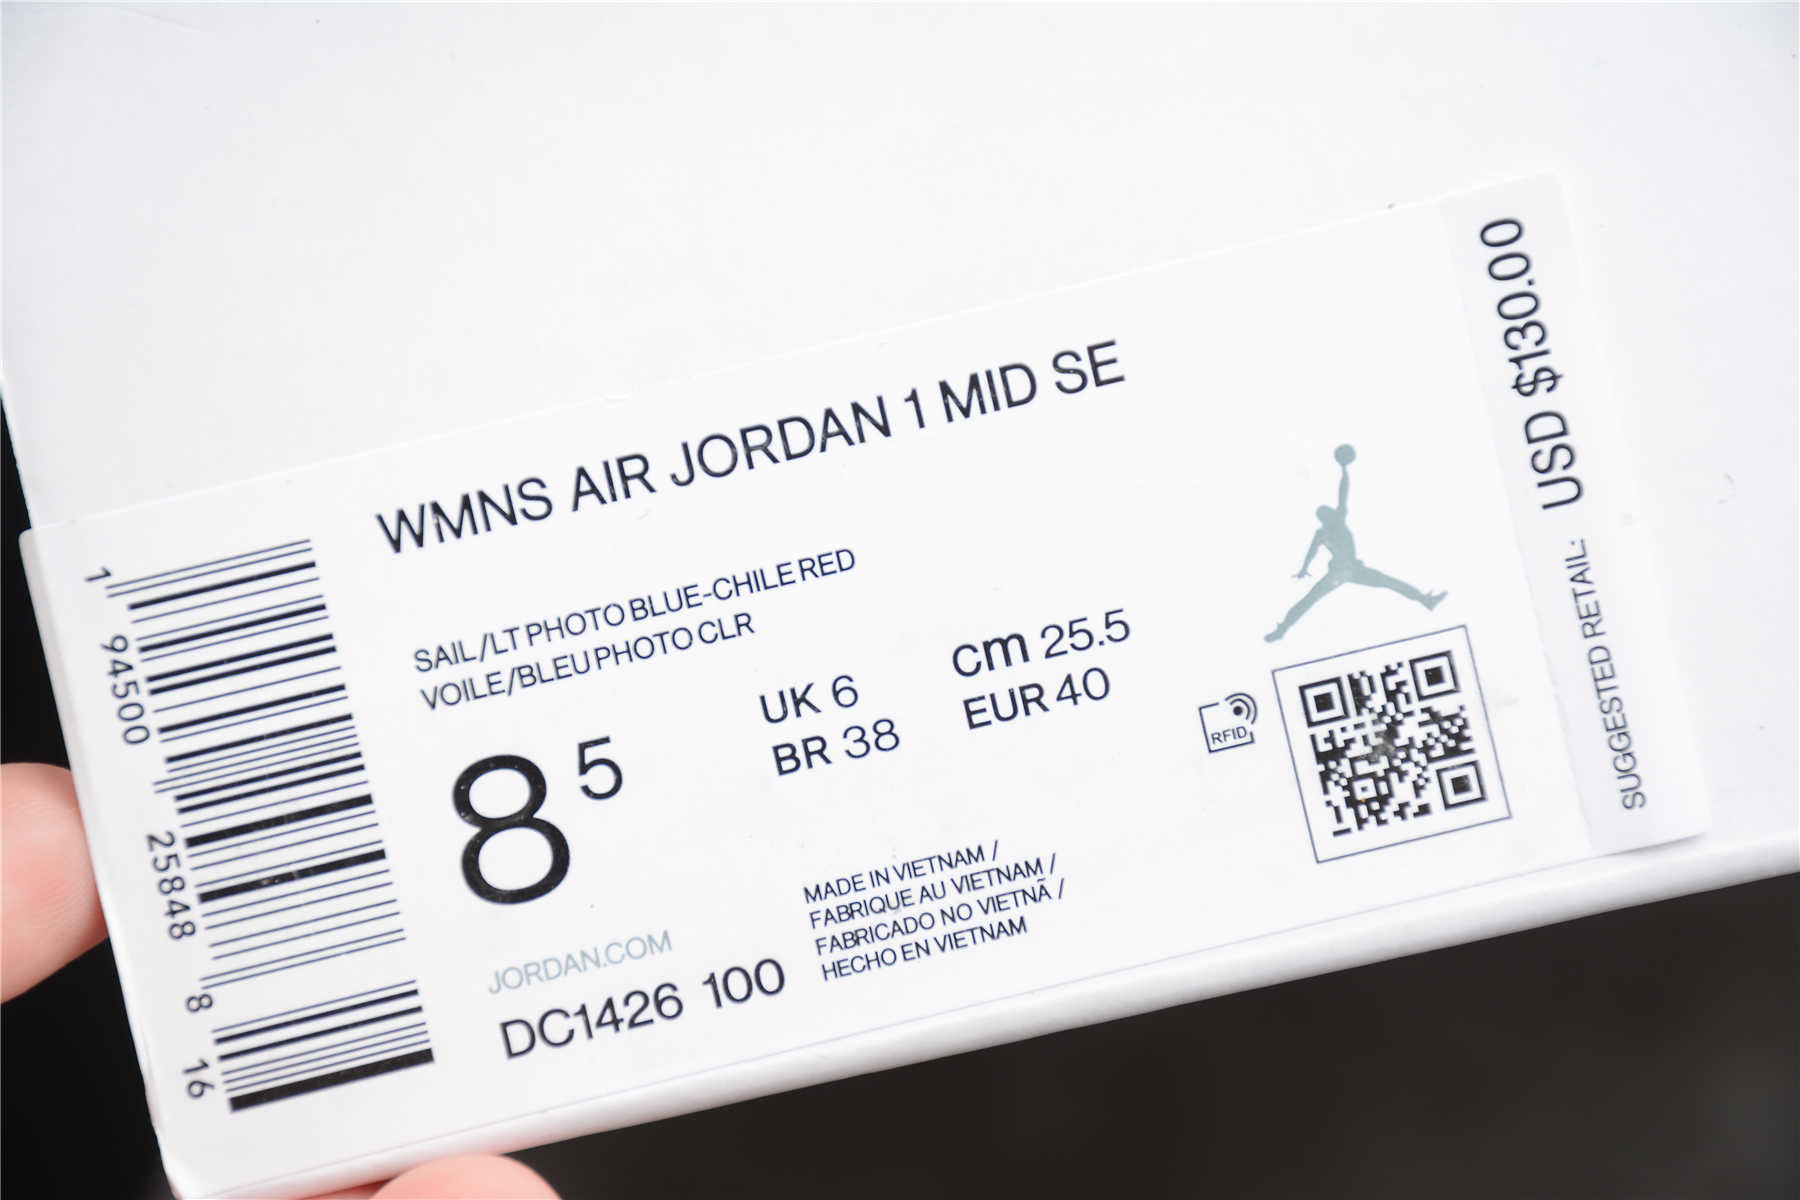 WMNS AIR JORDAN 1 MID SE
SAIL/LT PHOTO BLUE-CHILE RED
VOILE/BLEU PHOTO CLR
8 5
UK 6
BR 38
cm 25.5
EUR 40
RFID
JORDAN.COM
DC1426 100
MADE IN VIETNAM /
FABRIQUE AU VIETNAM /
FABRICADO NO VIETNÃ /
HECHO EN VIETNAM
1 94500 25848 8 16
SUGGESTED RETAIL: USD $130.00